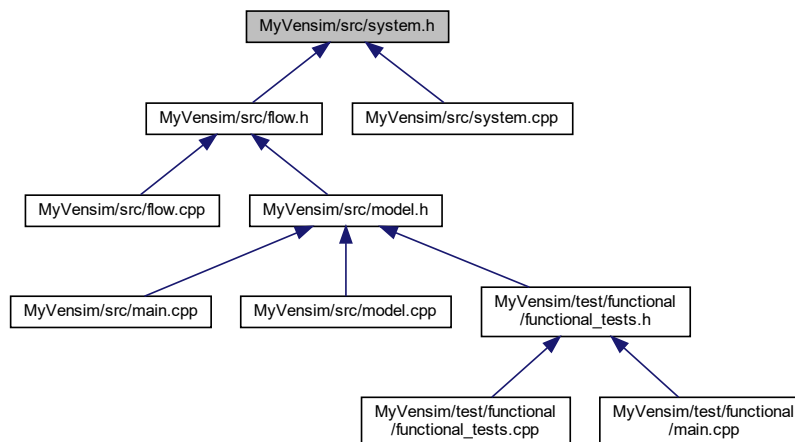 MyVensim/src/system.h
MyVensim/src/flow.h
MyVensim/src/system.cpp
MyVensim/src/flow.cpp
MyVensim/src/model.h
MyVensim/src/main.cpp
MyVensim/src/model.cpp
MyVensim/test/functional
/functional_tests.h
MyVensim/test/functional
/functional_tests.cpp
MyVensim/test/functional
/main.cpp